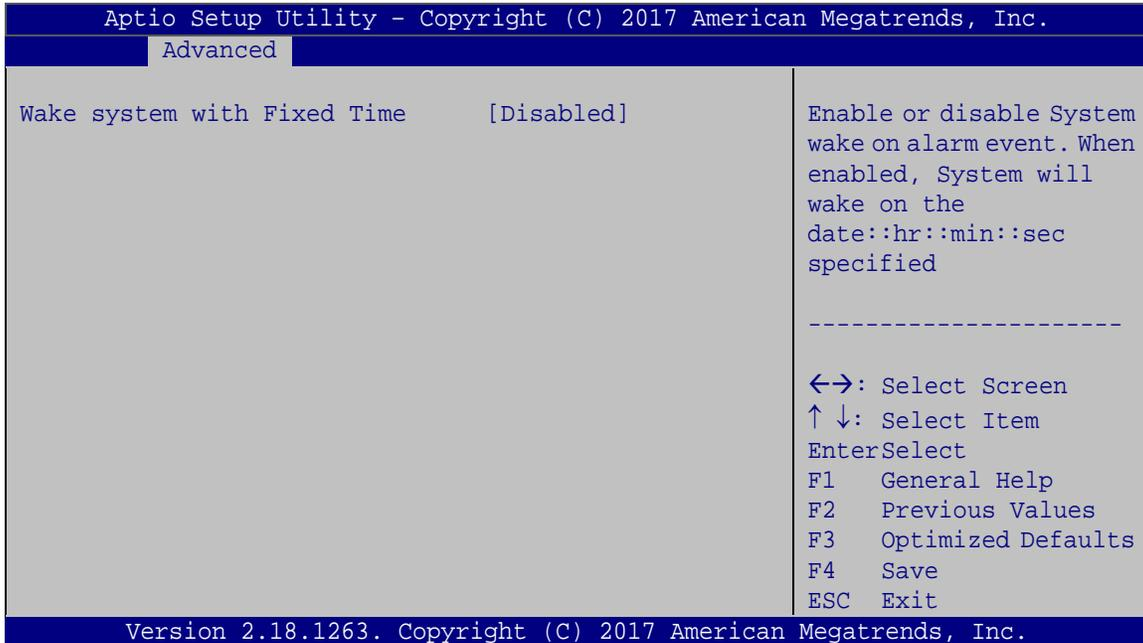 Aptio Setup Utility – Copyright (C) 2017 American Megatrends, Inc.
Advanced
Wake system with Fixed Time [Disabled]
Enable or disable System
wake on alarm event. When
enabled, System will
wake on the
date::hr::min::sec
specified
----------------------
←→: Select Screen
↑ ↓: Select Item
EnterSelect
F1 General Help
F2 Previous Values
F3 Optimized Defaults
F4 Save
ESC Exit
Version 2.18.1263. Copyright (C) 2017 American Megatrends, Inc.